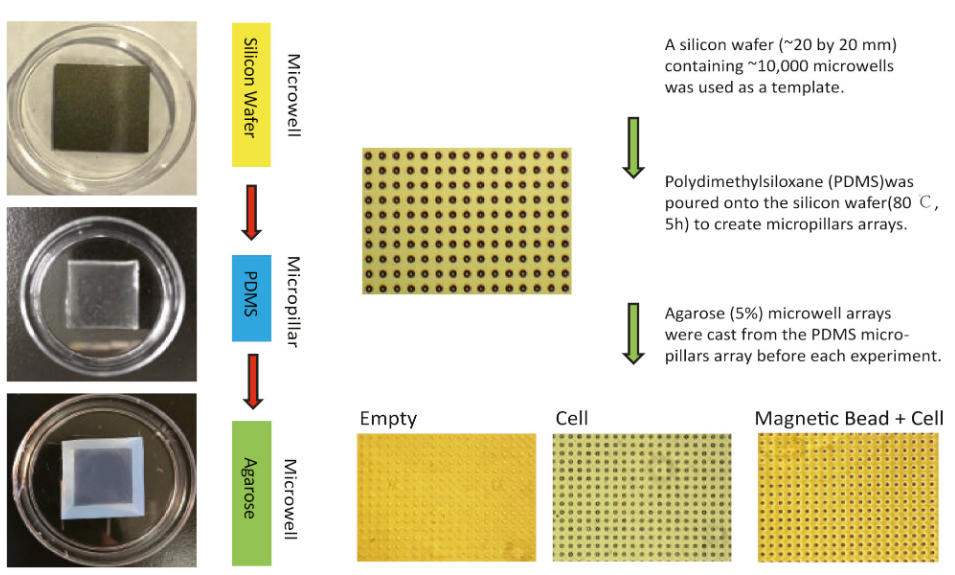 Silicon Wafer
Microwell
PDMS
Micropillar
Agarose
Microwell
A silicon wafer (~20 by 20 mm)
containing ~10,000 microwells
was used as a template.
Polydimethylsiloxane (PDMS)was
poured onto the silicon wafer(80 ℃,
5h) to create micropillars arrays.
Agarose (5%) microwell arrays
were cast from the PDMS micro-
pillars array before each experiment.
Empty
Cell
Magnetic Bead + Cell